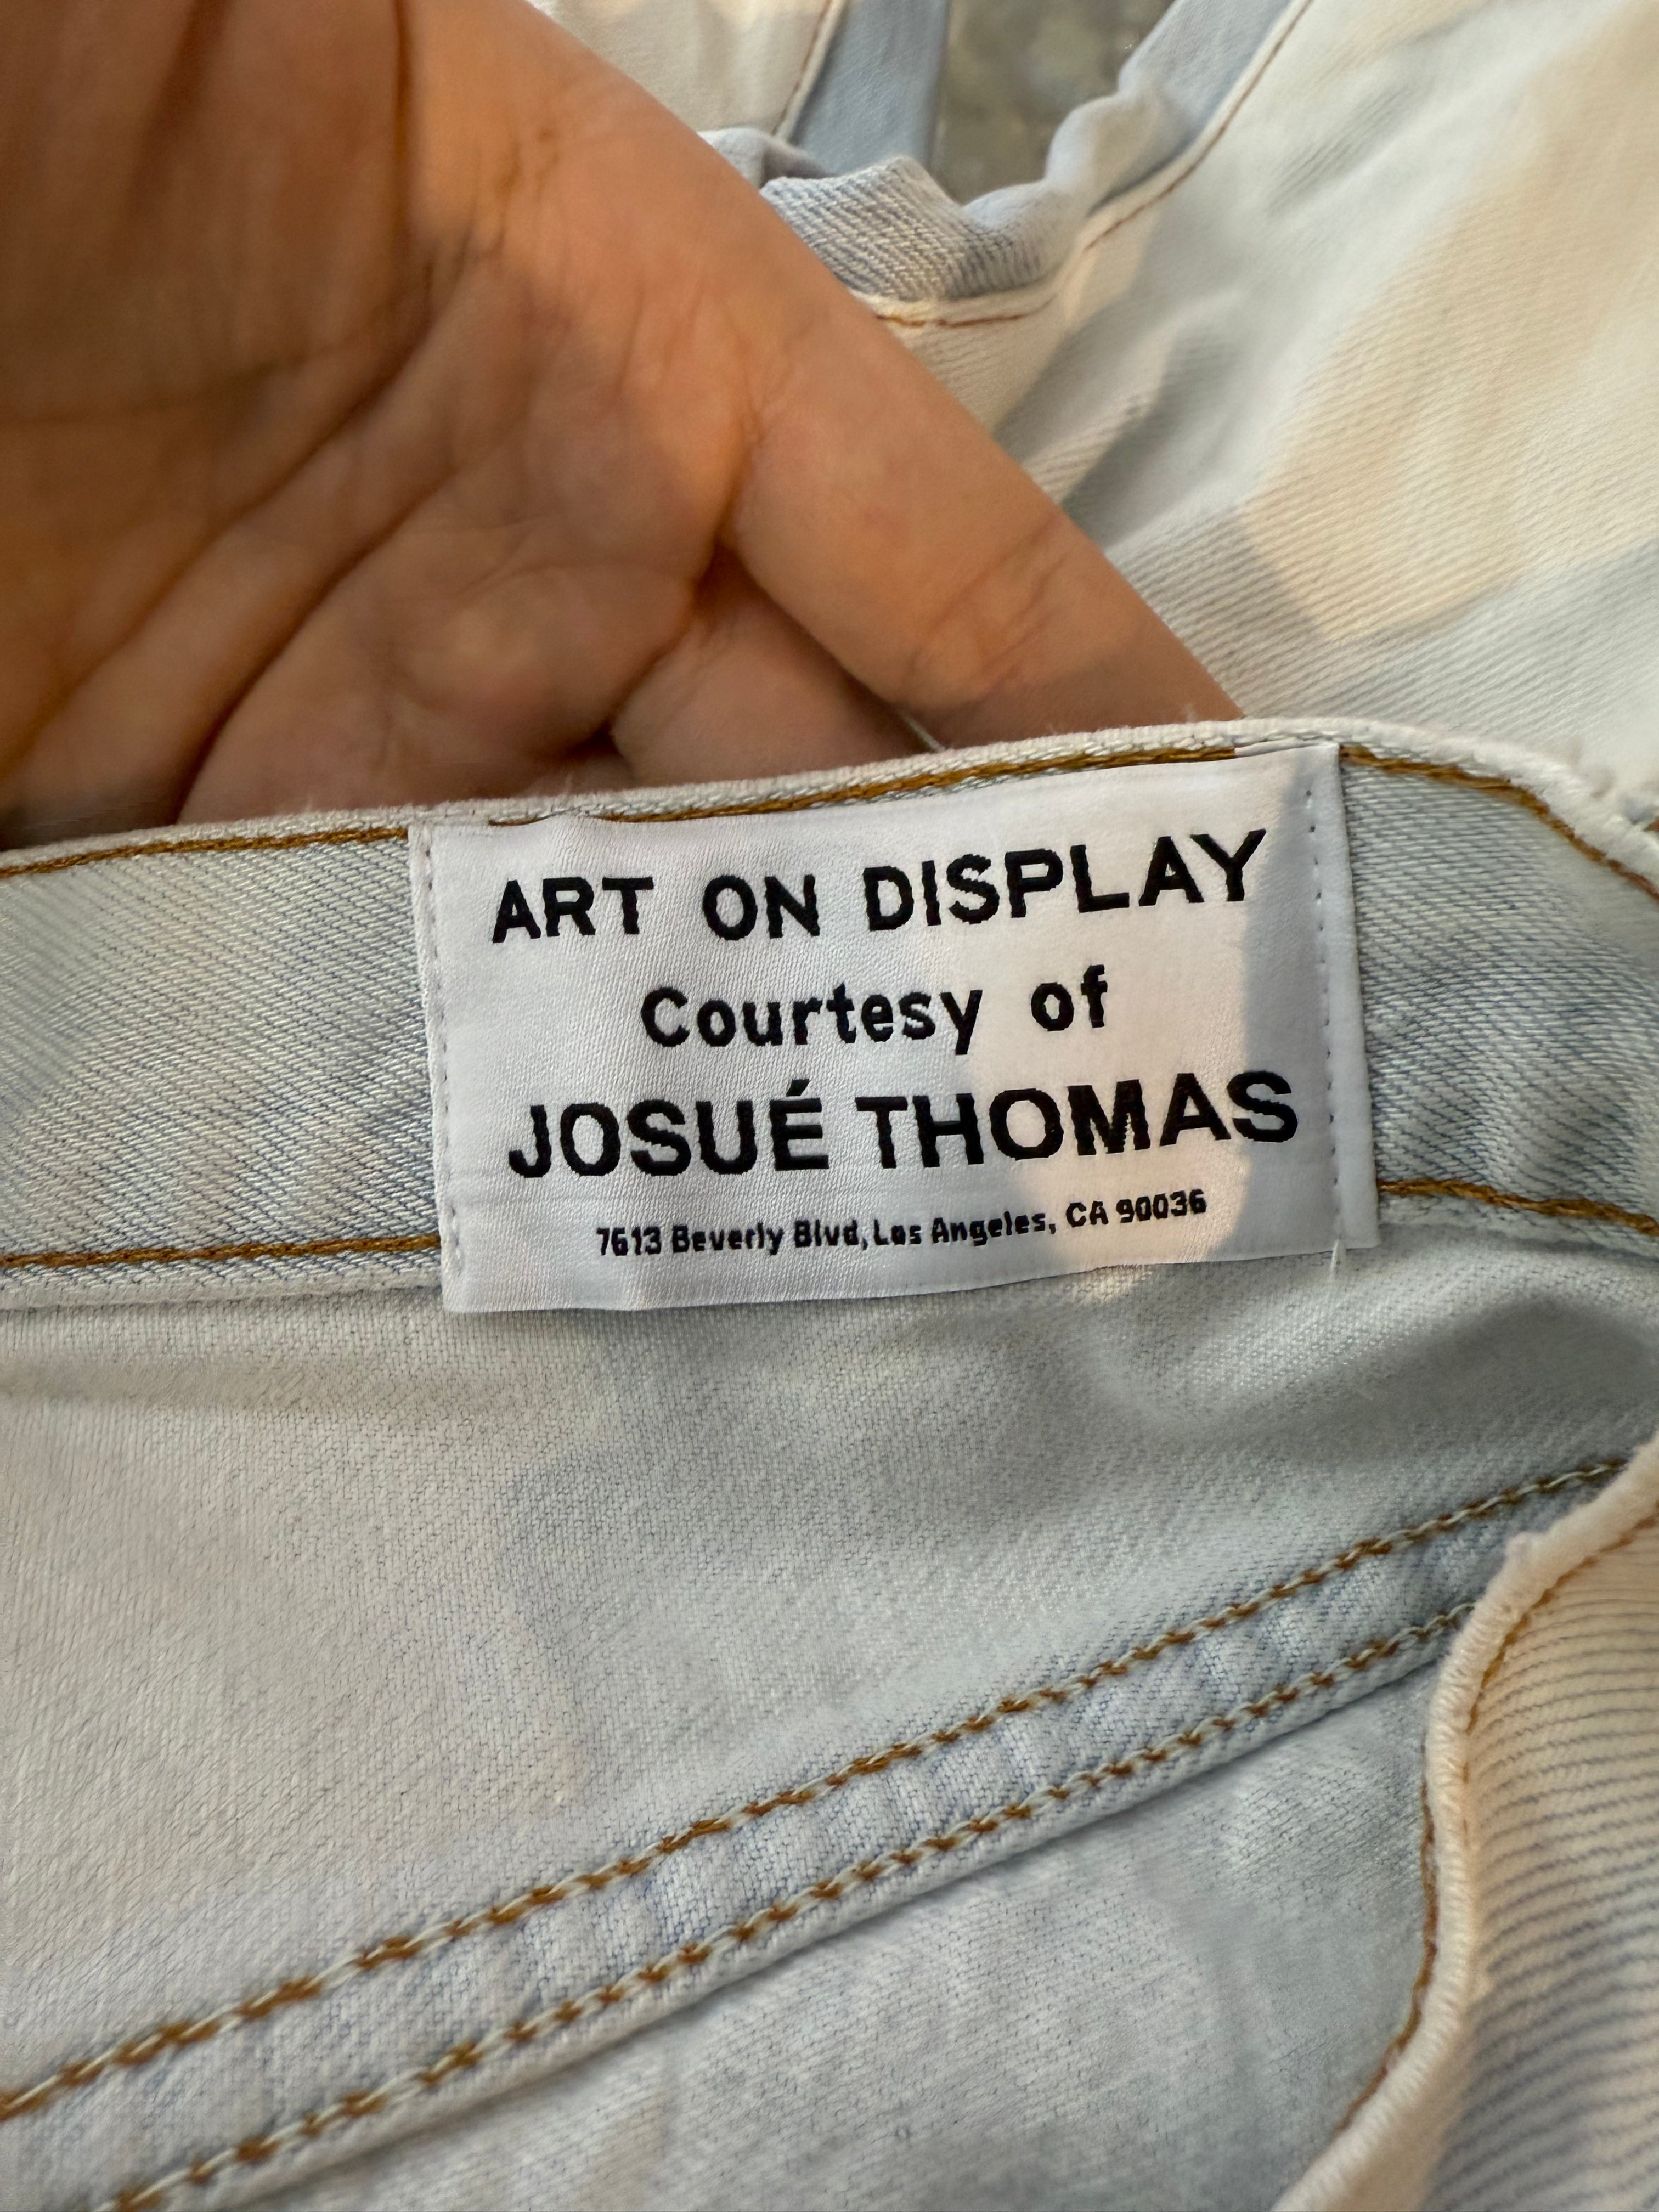 ART ON DISPLAY
Courtesy of
JOSUÉ THOMAS
7613 Beverly Blvd, Los Angeles, CA 90036